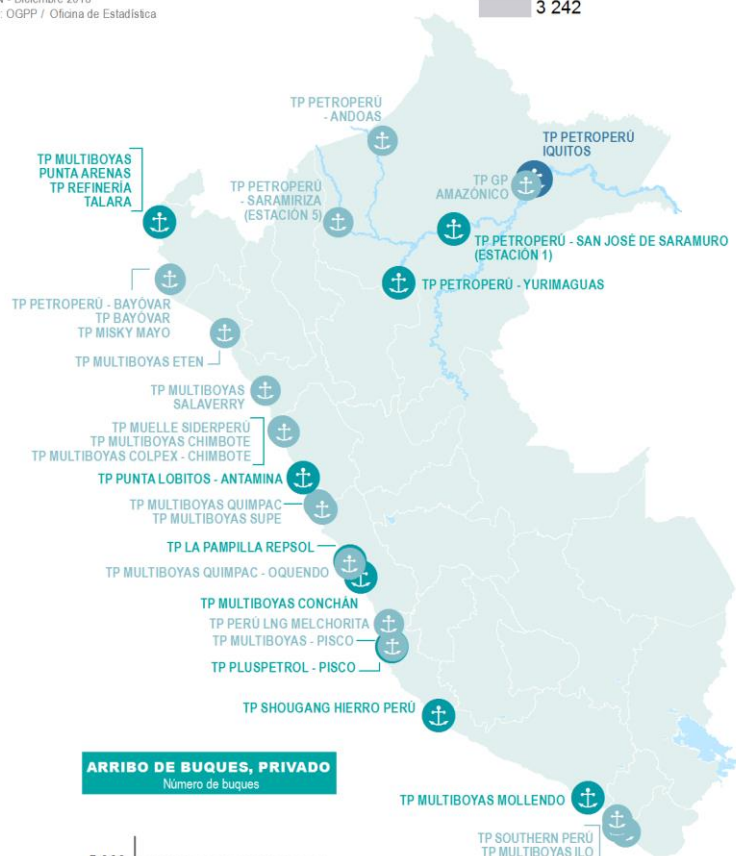 : OGPP / Oficina de Estadística
3 242
TP PETROPERÚ
- ANDOAS
TP PETROPERÚ
IQUITOS
TP MULTIBOYAS
PUNTA ARENAS
TP REFINERÍA
TALARA
TP PETROPERÚ
- SARAMIRIZA
(ESTACIÓN 5)
TP GP
AMAZÓNICO
TP PETROPERÚ - SAN JOSÉ DE SARAMURO
(ESTACIÓN 1)
TP PETROPERÚ - YURIMAGUAS
TP PETROPERÚ - BAYÓVAR
TP BAYÓVAR
TP MISKY MAYO
TP MULTIBOYAS ETEN
TP MULTIBOYAS
SALAVERRY
TP MUELLE SIDERPERÚ
TP MULTIBOYAS CHIMBOTE
TP MULTIBOYAS COLPEX - CHIMBOTE
TP PUNTA LOBITOS - ANTAMINA
TP MULTIBOYAS QUIMPAC
TP MULTIBOYAS SUPE
TP LA PAMPILLA REPSOL
TP MULTIBOYAS QUIMPAC - OQUENDO
TP MULTIBOYAS CONCHÁN
TP PERÚ LNG MELCHORITA
TP MULTIBOYAS - PISCO
TP PLUSPETROL - PISCO
TP SHOUGANG HIERRO PERÚ
ARRIBO DE BUQUES, PRIVADO
Número de buques
TP MULTIBOYAS MOLLENDO
TP SOUTHERN PERÚ
TP MULTIBOYAS ILO